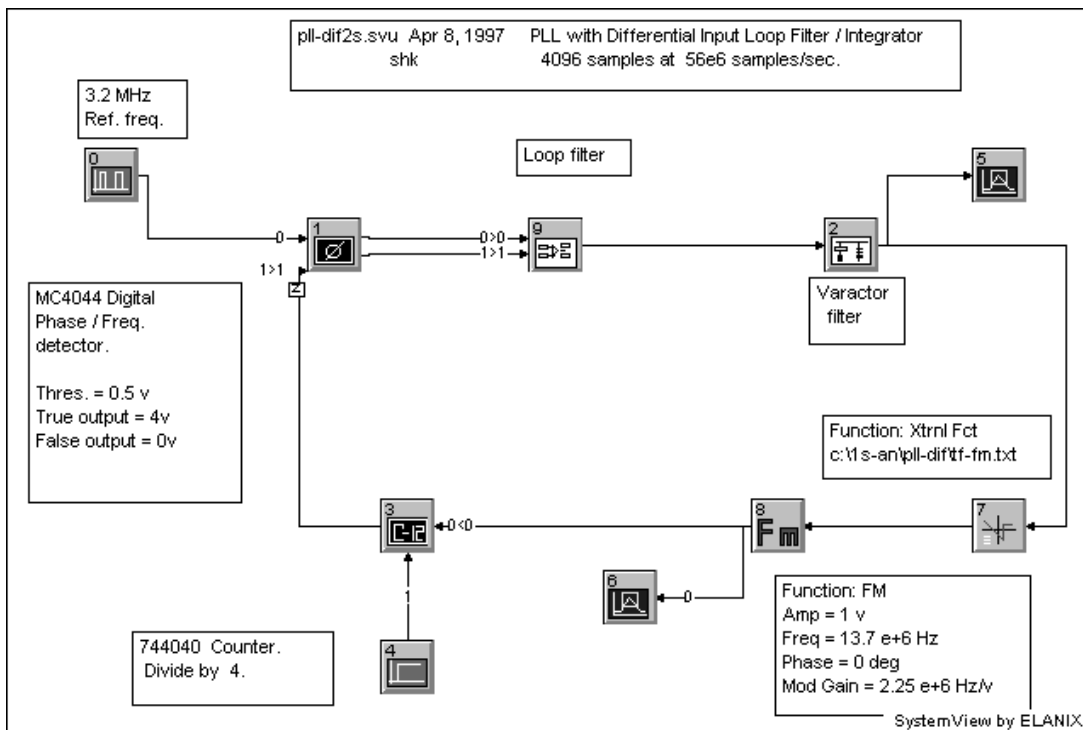 pll-dif2s.svu Apr 8, 1997 PLL with Differential Input Loop Filter / Integrator
shk 4096 samples at 56e6 samples/sec.
3.2 MHz
Ref. freq.
Loop filter
0
5
1
9
2
0
0>0
1>1
1>1
z
MC4044 Digital
Phase / Freq.
detector.
Thres. = 0.5 v
True output = 4v
False output = 0v
Varactor
filter
Function: Xtrnl Fct
c:\1s-an\pll-dif\tf-fm.txt
3
0<0
8
Fm
7
6
0
1
4
744040 Counter.
Divide by 4.
Function: FM
Amp = 1 v
Freq = 13.7 e+6 Hz
Phase = 0 deg
Mod Gain = 2.25 e+6 Hz/v
SystemView by ELANIX